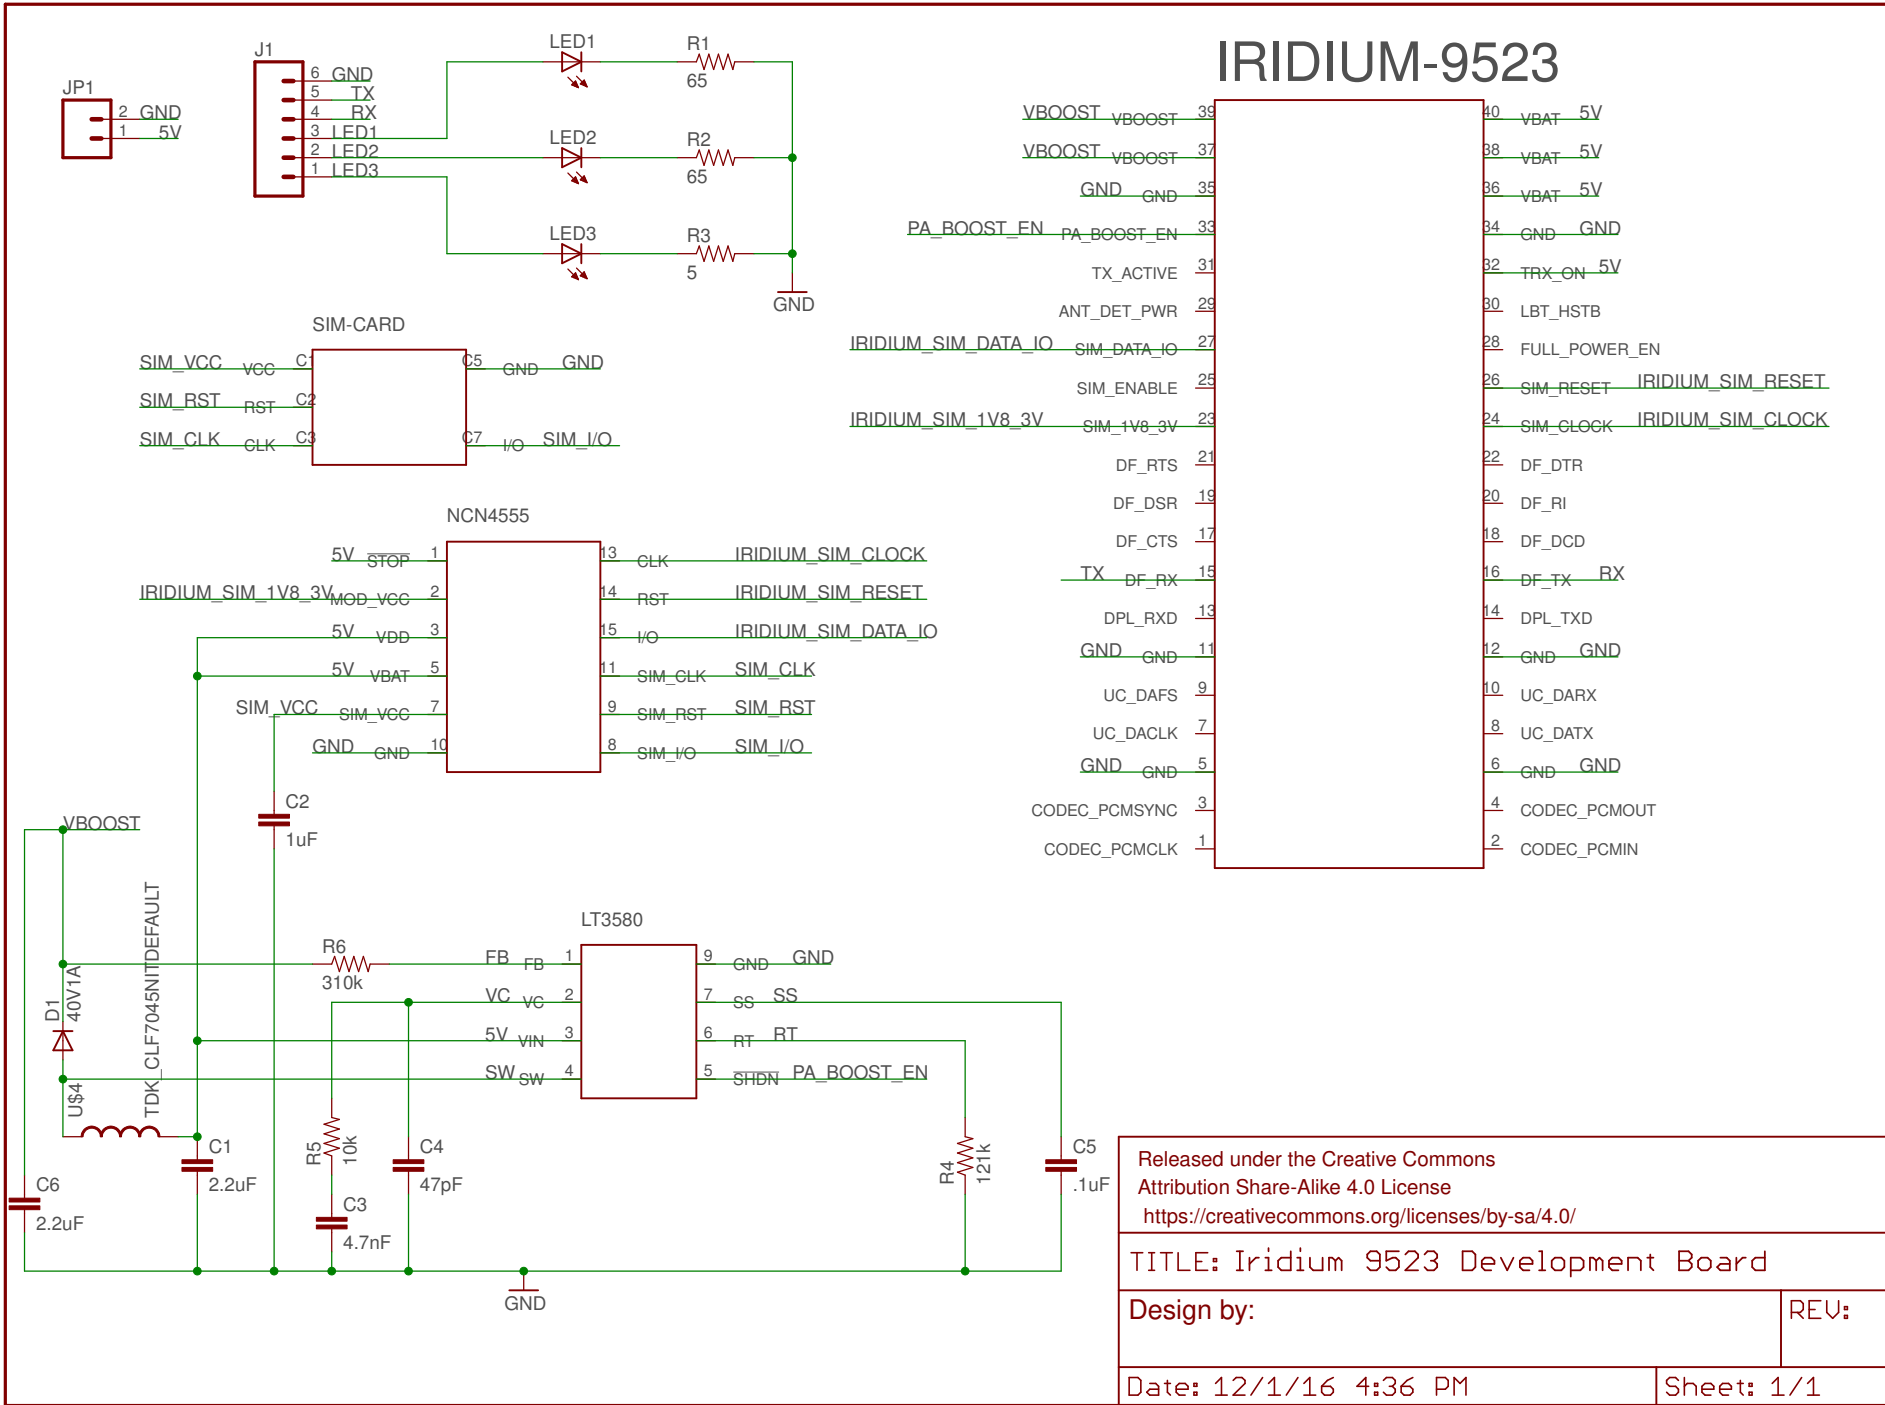 JP1
2 GND
1 5V
J1
6 GND
5 TX
4 RX
3 LED1
2 LED2
1 LED3
LED1
R1
65
LED2
R2
65
LED3
R3
5
GND
SIM-CARD
SIM_VCC VCC C1
SIM_RST RST C2
SIM_CLK CLK C3
C5 GND GND
C7 I/O SIM_I/O
NCN4555
5V STOP 1
IRIDIUM_SIM_1V8_3V MOD_VCC 2
5V VDD 3
5V VBAT 5
SIM_VCC SIM_VCC 7
GND GND 10
13 CLK IRIDIUM_SIM_CLOCK
14 RST IRIDIUM_SIM_RESET
15 I/O IRIDIUM_SIM_DATA_IO
11 SIM_CLK SIM_CLK
9 SIM_RST SIM_RST
8 SIM_I/O SIM_I/O
C2
1uF
VBOOST
TDK_CLF7045NITDEFAULT
U$4
D1
40V1A
R6
310k
LT3580
FB FB 1
VC VC 2
5V VIN 3
SW SW 4
9 GND GND
7 SS SS
6 RT RT
5 SHDN PA_BOOST_EN
C6
2.2uF
C1
2.2uF
R5
10k
C3
4.7nF
C4
47pF
R4
121k
C5
.1uF
GND
IRIDIUM-9523
VBOOST VBOOST 39
VBOOST VBOOST 37
GND GND 35
PA_BOOST_EN PA_BOOST_EN 33
TX_ACTIVE 31
ANT_DET_PWR 29
IRIDIUM_SIM_DATA_IO SIM_DATA_IO 27
SIM_ENABLE 25
IRIDIUM_SIM_1V8_3V SIM_1V8_3V 23
DF_RTS 21
DF_DSR 19
DF_CTS 17
TX DF_RX 15
DPL_RXD 13
GND GND 11
UC_DAFS 9
UC_DACLK 7
GND GND 5
CODEC_PCMSYNC 3
CODEC_PCMCLK 1
40 VBAT 5V
38 VBAT 5V
36 VBAT 5V
34 GND GND
32 TRX_ON 5V
30 LBT_HSTB
28 FULL_POWER_EN
26 SIM_RESET IRIDIUM_SIM_RESET
24 SIM_CLOCK IRIDIUM_SIM_CLOCK
22 DF_DTR
20 DF_RI
18 DF_DCD
16 DF_TX RX
14 DPL_TXD
12 GND GND
10 UC_DARX
8 UC_DATX
6 GND GND
4 CODEC_PCMOUT
2 CODEC_PCMIN
Released under the Creative Commons
Attribution Share-Alike 4.0 License
https://creativecommons.org/licenses/by-sa/4.0/
TITLE: Iridium 9523 Development Board
Design by:
REV:
Date: 12/1/16 4:36 PM
Sheet: 1/1